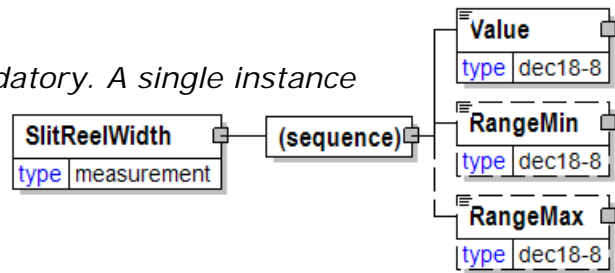 Value
type dec18-8
datory. A single instance
RangeMin
type dec18-8
SlitReelWidth
type measurement
(sequence)
RangeMax
type dec18-8